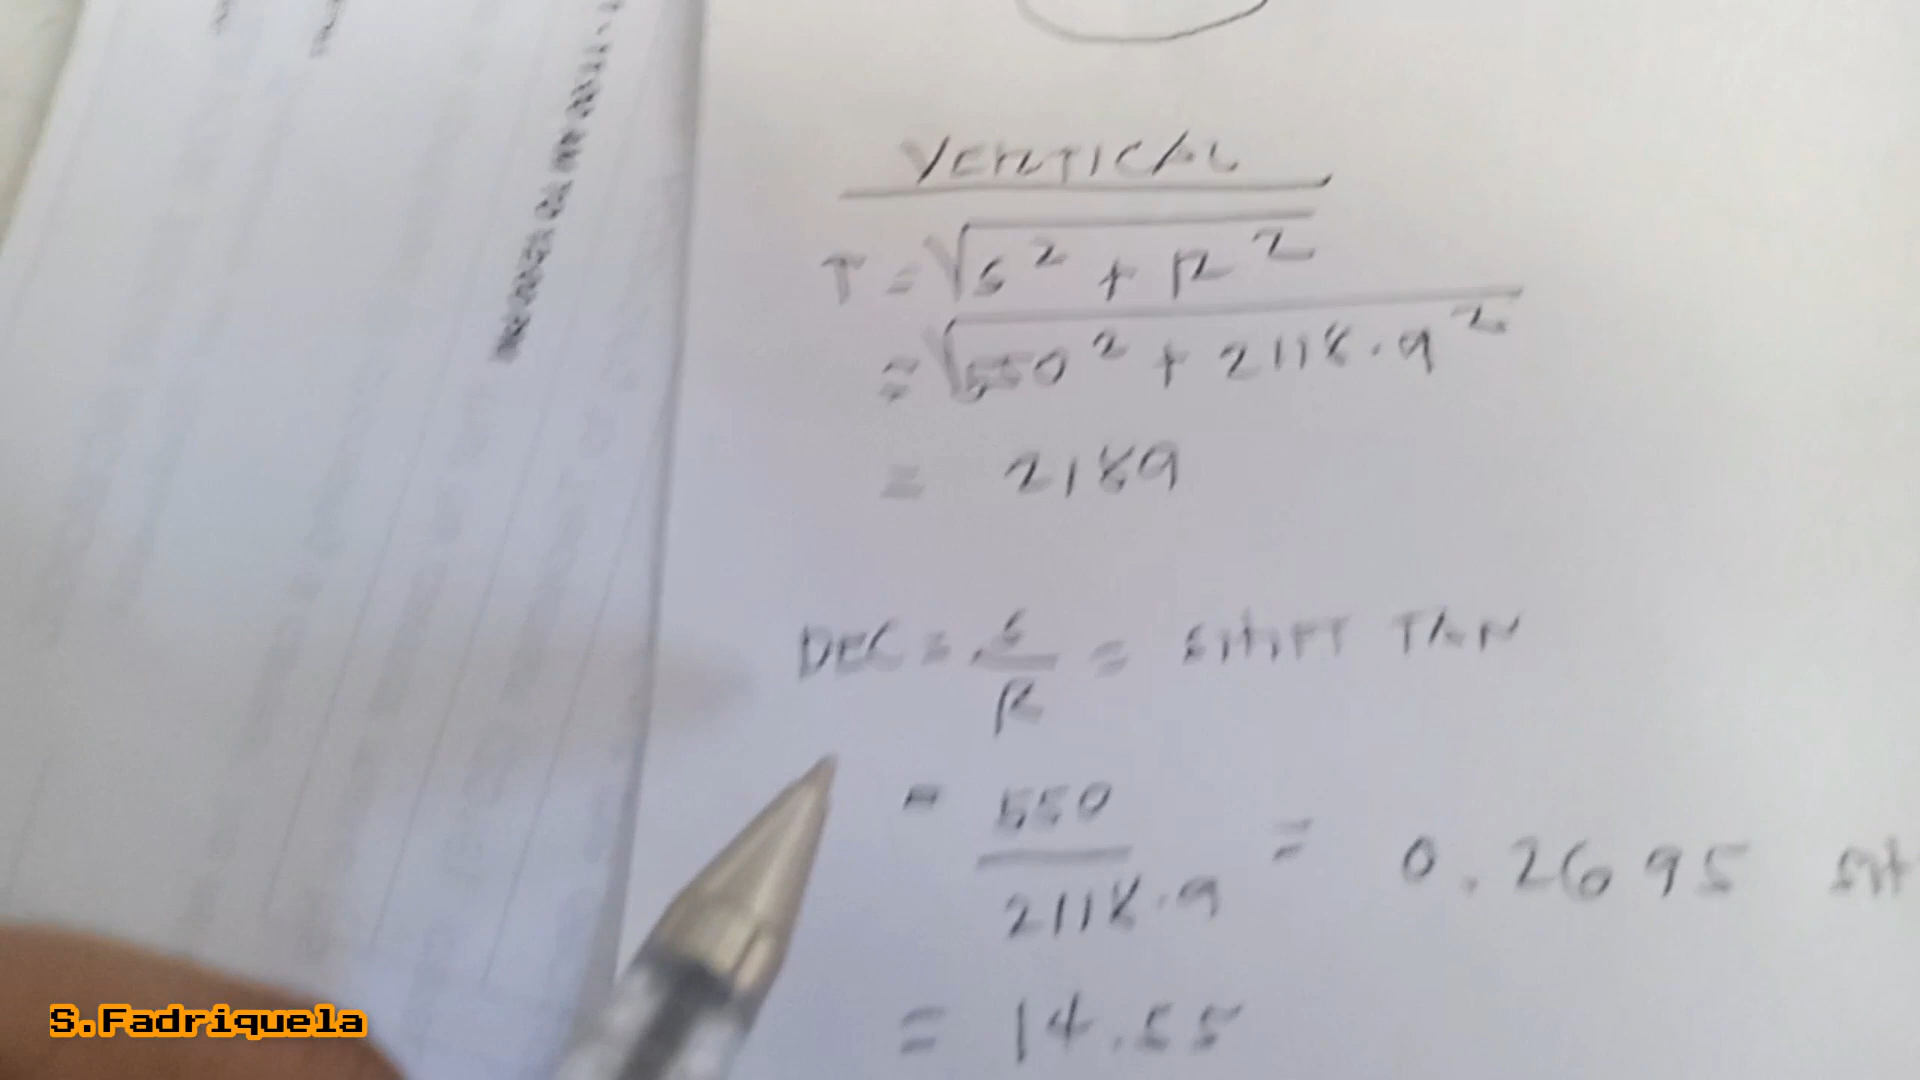 VERTICAL
T = √S² + R²
= √550² + 2118.9²
= 2189
DEC = S/R = SHIFT TAN
= 550/2118.9 = 0.2695 SH
= 14.55
S.Fadriquela